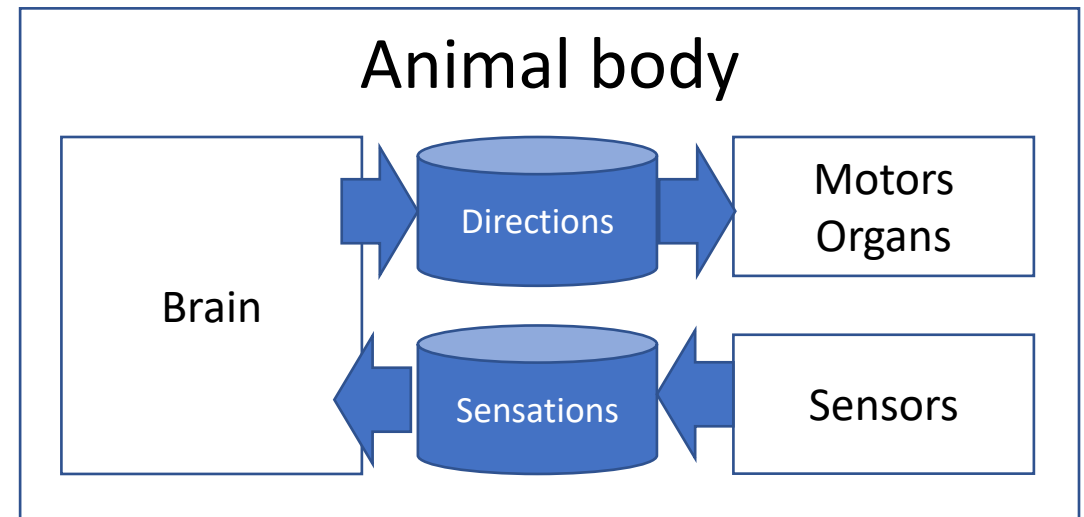 Animal body
Brain
Directions
Motors
Organs
Sensations
Sensors